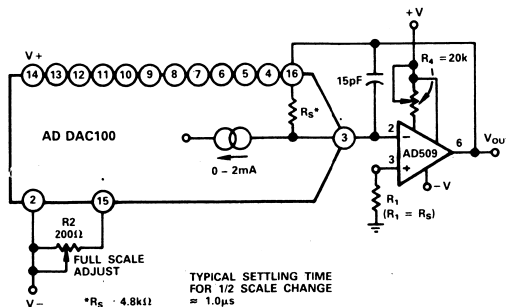 +V
V+
R4 = 20k
14 13 12 11 10 9 8 7 6 5 4 16
15pF
RS*
AD DAC100
3
2
−
6
VOUT
AD509
0 – 2mA
3
+
−V
R1
(R1 = RS)
2
15
R2
200Ω
FULL SCALE
ADJUST
V−
*RS 4.8kΩ
TYPICAL SETTLING TIME
FOR 1/2 SCALE CHANGE
≈ 1.0μs